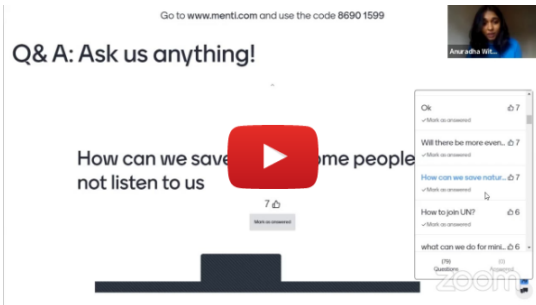 Go to www.menti.com and use the code 8690 1599
Anuradha Wit...
Q& A: Ask us anything!
How can we save ome people
not listen to us
7
Mark as answered
Ok 7
Mark as answered
Will there be more even... 7
Mark as answered
How can we save natur... 7
Mark as answered
How to join UN? 6
Mark as answered
what can we do for mini... 6
(79)
Questions
Answered
zoom